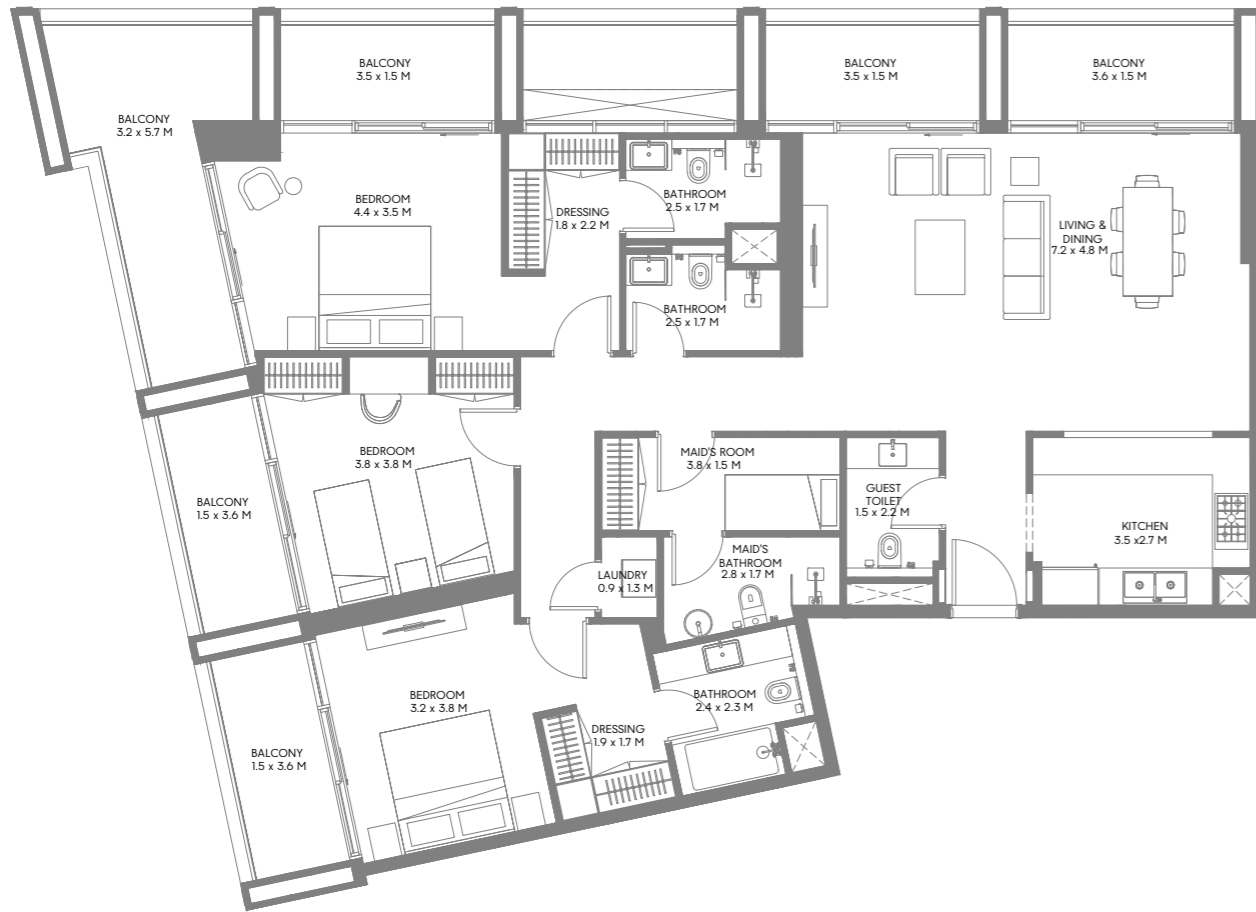 BALCONY
3.5 x 1.5 M
BALCONY
3.5 x 1.5 M
BALCONY
3.6 x 1.5 M
BALCONY
3.2 x 5.7 M
BEDROOM
4.4 x 3.5 M
DRESSING
1.8 x 2.2 M
BATHROOM
2.5 x 1.7 M
LIVING &
DINING
7.2 x 4.8 M
BATHROOM
2.5 x 1.7 M
BEDROOM
3.8 x 3.8 M
MAID'S ROOM
3.8 x 1.5 M
GUEST
TOILET
1.5 x 2.2 M
BALCONY
1.5 x 3.6 M
KITCHEN
3.5 x2.7 M
MAID'S
BATHROOM
2.8 x 1.7 M
LAUNDRY
0.9 x 1.3 M
BEDROOM
3.2 x 3.8 M
BATHROOM
2.4 x 2.3 M
DRESSING
1.9 x 1.7 M
BALCONY
1.5 x 3.6 M